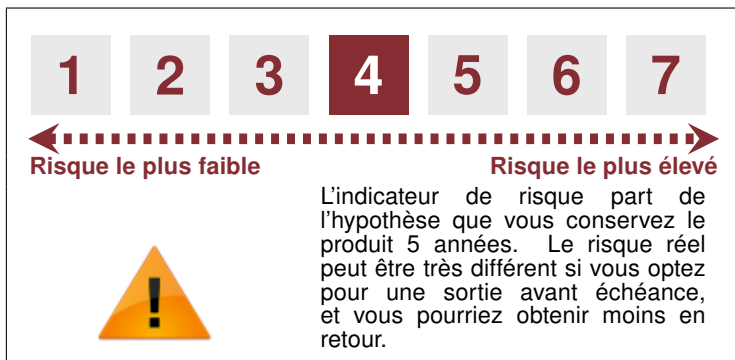 1 2 3 4 5 6 7
Risque le plus faible Risque le plus élevé
L'indicateur de risque part de
l'hypothèse que vous conservez le
produit 5 années. Le risque réel
peut être très différent si vous optez
pour une sortie avant échéance,
et vous pourriez obtenir moins en
retour.